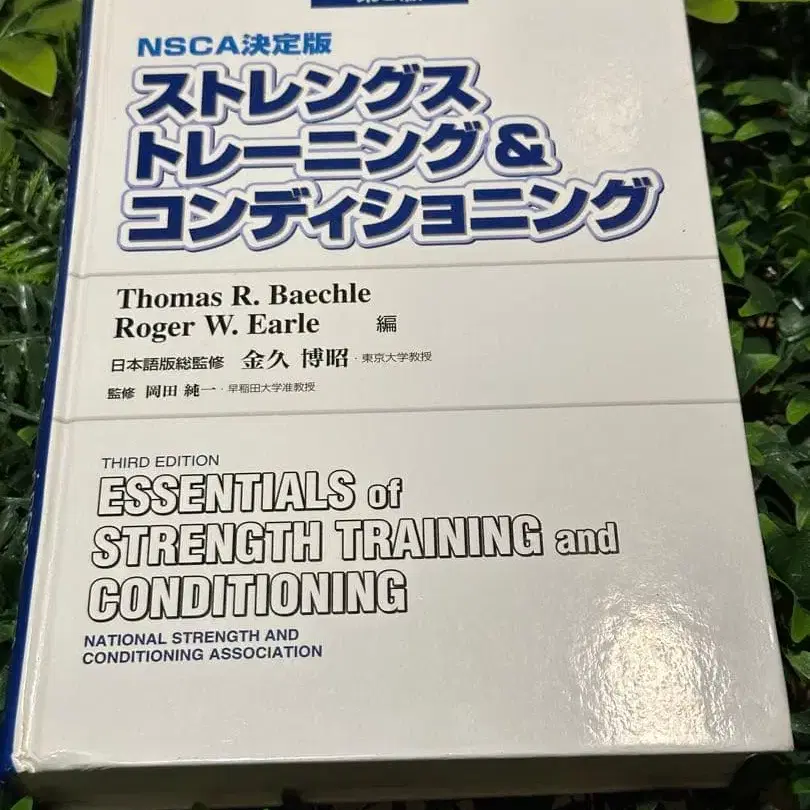 NSCA決定版
ストレングス
トレーニング&
コンディショニング
Thomas R. Baechle
Roger W. Earle 編
日本語版総監修 金久 博昭・東京大学教授
監修 岡田 純一・早稲田大学准教授
THIRD EDITION
ESSENTIALS of
STRENGTH TRAINING and
CONDITIONING
NATIONAL STRENGTH AND
CONDITIONING ASSOCIATION